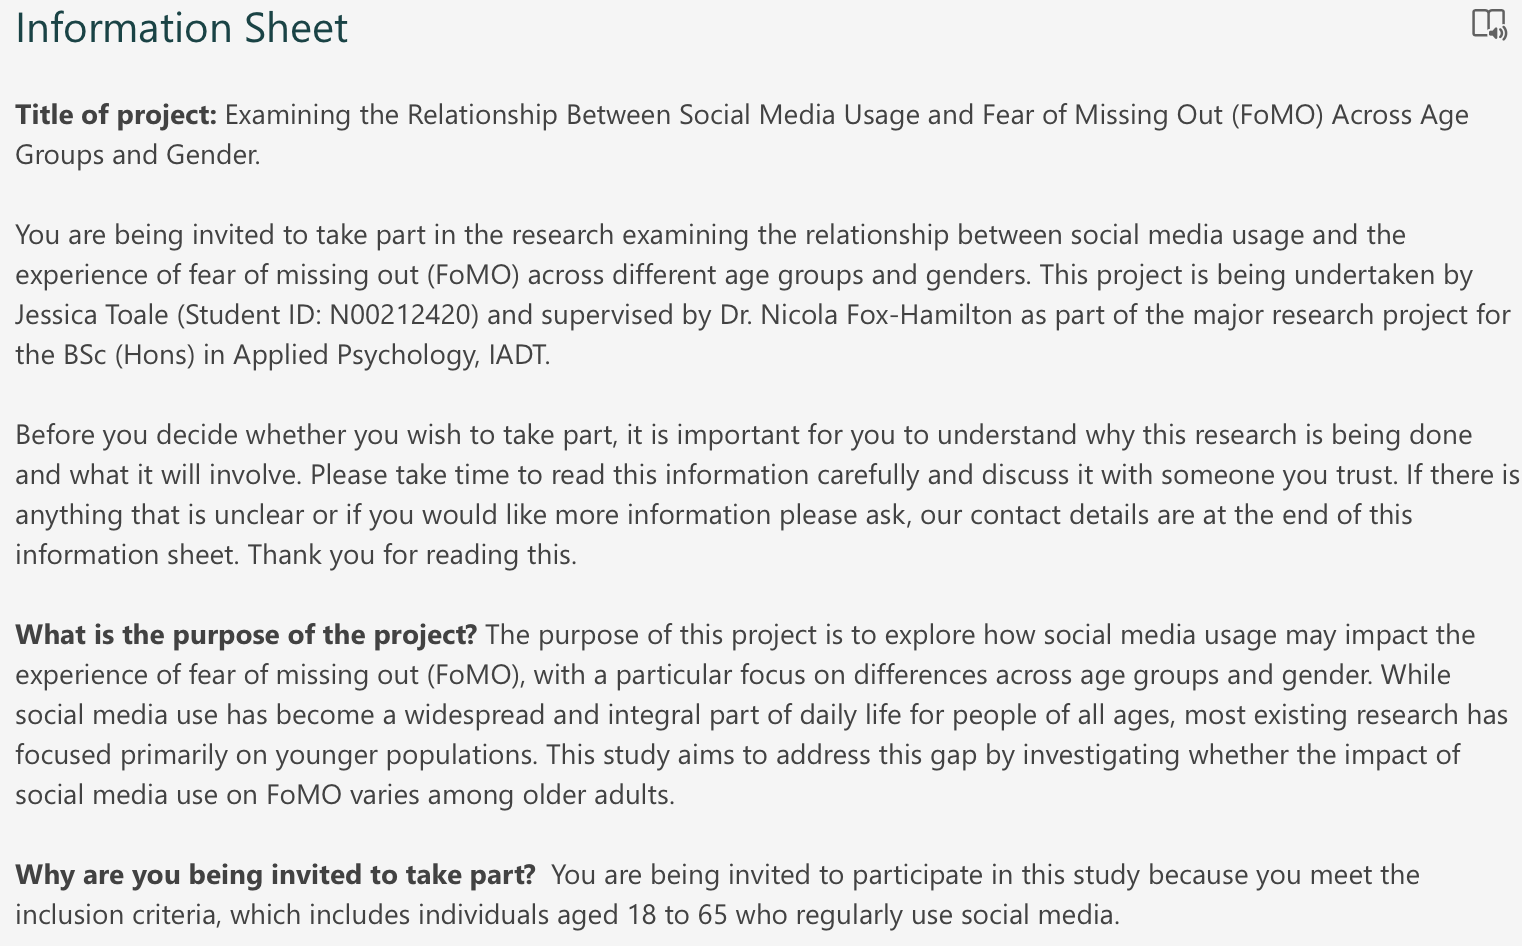 Information Sheet
Title of project: Examining the Relationship Between Social Media Usage and Fear of Missing Out (FoMO) Across Age
Groups and Gender.
You are being invited to take part in the research examining the relationship between social media usage and the
experience of fear of missing out (FoMO) across different age groups and genders. This project is being undertaken by
Jessica Toale (Student ID: N00212420) and supervised by Dr. Nicola Fox-Hamilton as part of the major research project for
the BSc (Hons) in Applied Psychology, IADT.
Before you decide whether you wish to take part, it is important for you to understand why this research is being done
and what it will involve. Please take time to read this information carefully and discuss it with someone you trust. If there is
anything that is unclear or if you would like more information please ask, our contact details are at the end of this
information sheet. Thank you for reading this.
What is the purpose of the project? The purpose of this project is to explore how social media usage may impact the
experience of fear of missing out (FoMO), with a particular focus on differences across age groups and gender. While
social media use has become a widespread and integral part of daily life for people of all ages, most existing research has
focused primarily on younger populations. This study aims to address this gap by investigating whether the impact of
social media use on FoMO varies among older adults.
Why are you being invited to take part?  You are being invited to participate in this study because you meet the
inclusion criteria, which includes individuals aged 18 to 65 who regularly use social media.